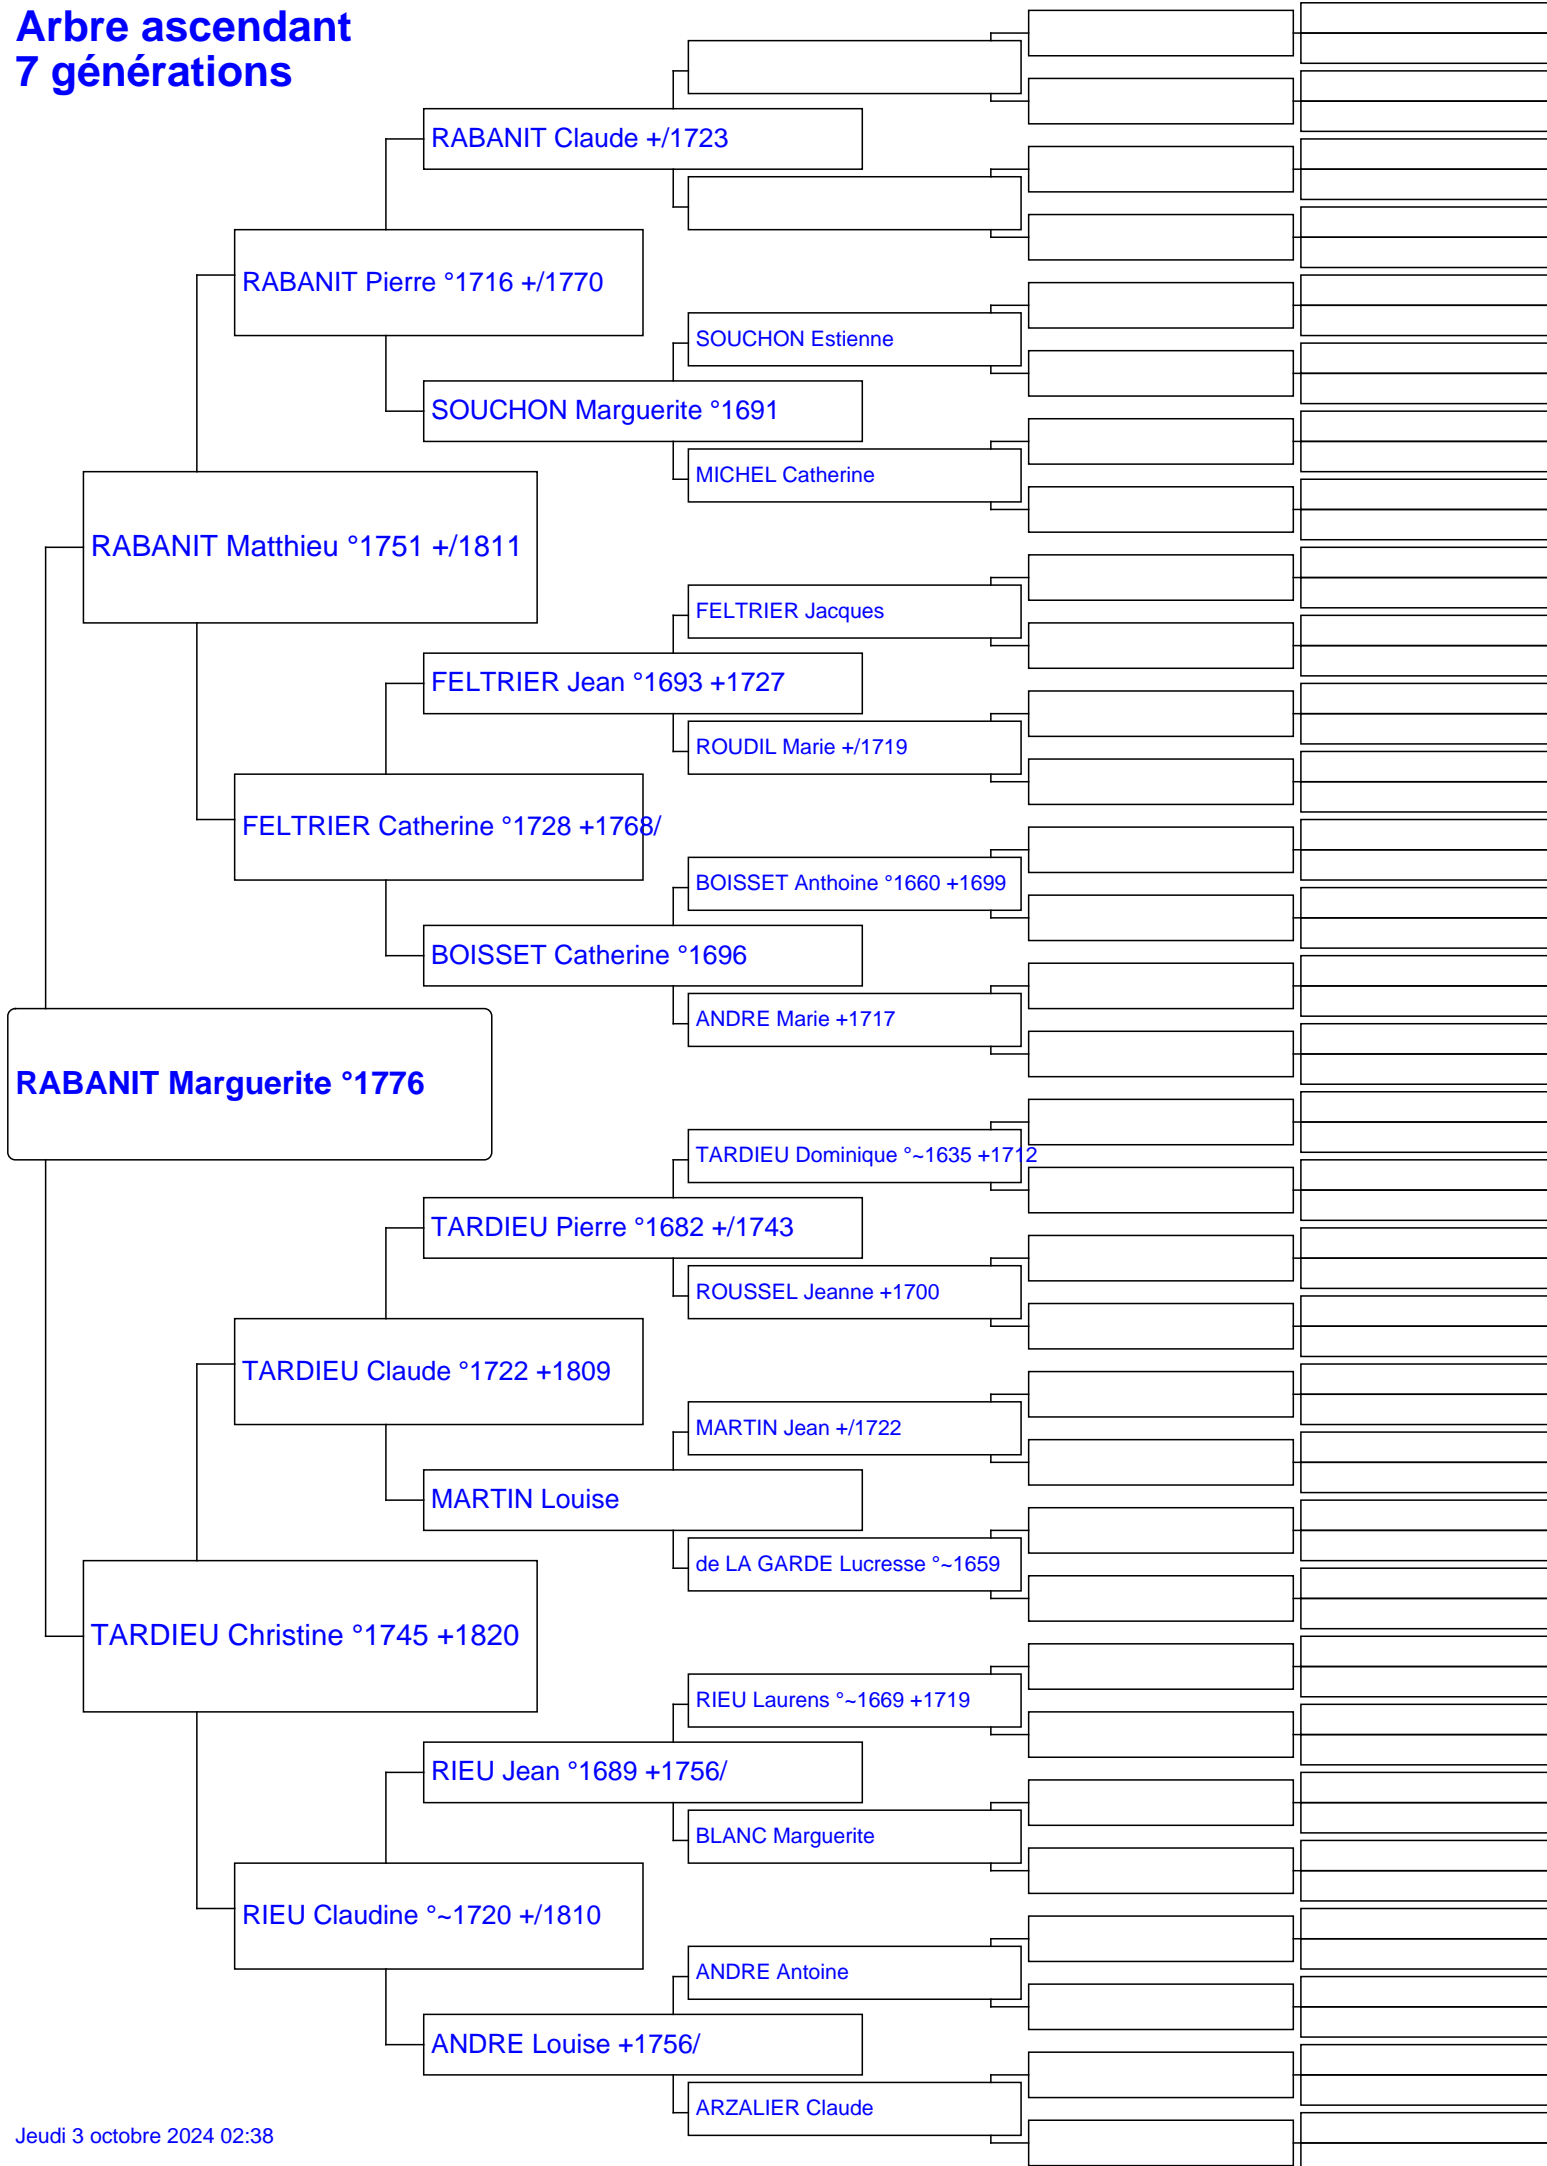 Arbre ascendant
7 générations
RABANIT Claude +/1723
RABANIT Pierre °1716 +/1770
SOUCHON Estienne
SOUCHON Marguerite °1691
MICHEL Catherine
RABANIT Matthieu °1751 +/1811
FELTRIER Jacques
FELTRIER Jean °1693 +1727
ROUDIL Marie +/1719
FELTRIER Catherine °1728 +1768/
BOISSET Anthoine °1660 +1699
BOISSET Catherine °1696
ANDRE Marie +1717
RABANIT Marguerite °1776
TARDIEU Dominique °~1635 +1712
TARDIEU Pierre °1682 +/1743
ROUSSEL Jeanne +1700
TARDIEU Claude °1722 +1809
MARTIN Jean +/1722
MARTIN Louise
de LA GARDE Lucresse °~1659
TARDIEU Christine °1745 +1820
RIEU Laurens °~1669 +1719
RIEU Jean °1689 +1756/
BLANC Marguerite
RIEU Claudine °~1720 +/1810
ANDRE Antoine
ANDRE Louise +1756/
ARZALIER Claude
Jeudi 3 octobre 2024 02:38